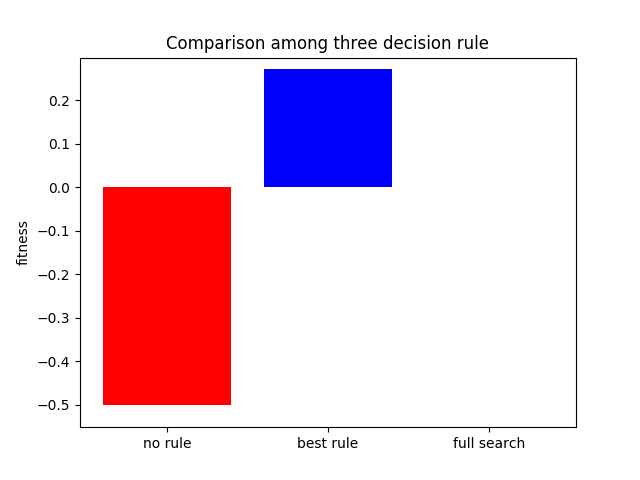 Comparison among three decision rule
fitness
0.2
0.1
0.0
−0.1
−0.2
−0.3
−0.4
−0.5
no rule
best rule
full search